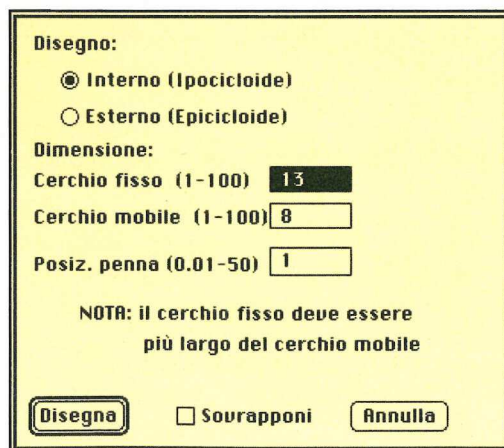 Disegno:
Interno (Ipocicloide)
Esterno (Epicicloide)
Dimensione:
Cerchio fisso (1-100) 13
Cerchio mobile (1-100) 8
Posiz. penna (0.01-50) 1
NOTA: il cerchio fisso deve essere
più largo del cerchio mobile
Disegna Sovrapponi Annulla